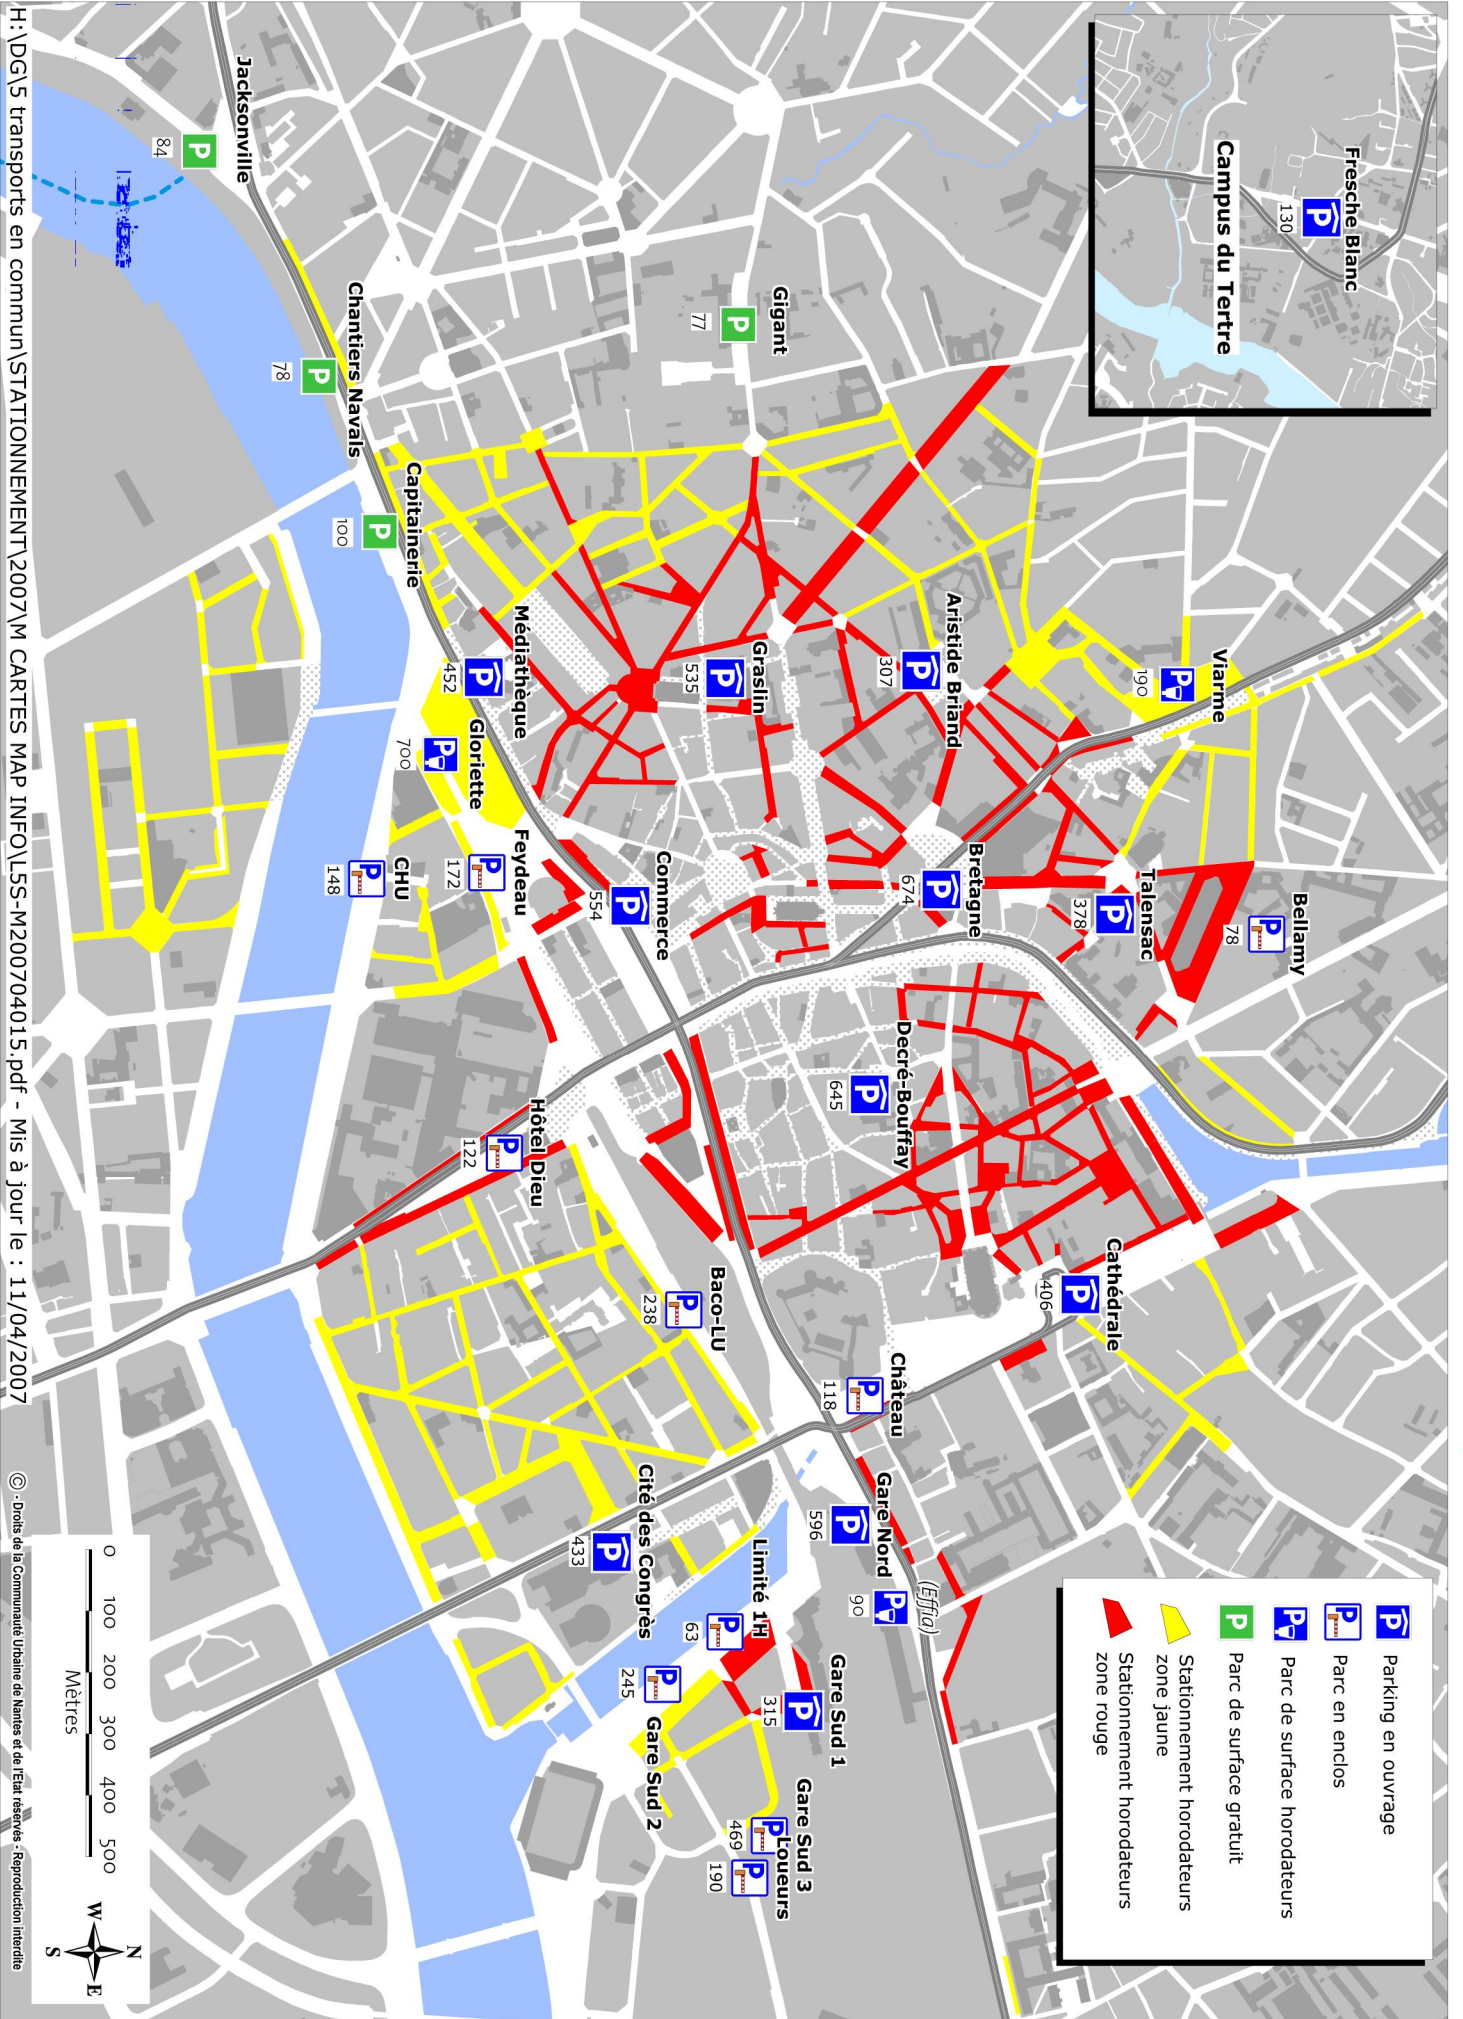 Fresche Blanc
130
Campus du Tertre
Parking en ouvrage
Parc en enclos
Parc de surface horodateurs
Parc de surface gratuit
Stationnement horodateurs
zone jaune
Stationnement horodateurs
zone rouge
Jacksonville
84
Chantiers Navals
78
Gigant
77
Capitainerie
100
Médiathèque
452
Graslin
535
Aristide Briand
307
Viarme
190
Gloriette
700
Feydeau
172
CHU
148
Commerce
554
Bretagne
674
Talensac
378
Bellamy
78
Decré-Bouffay
645
Hôtel Dieu
122
Baco-LU
238
Cathédrale
406
Château
118
Gare Nord
596
(Effia)
90
Cité des Congrès
433
Limité 1H
63
Gare Sud 1
315
Gare Sud 2
245
Gare Sud 3
469
Loueurs
190
0 100 200 300 400 500
Mètres
N
W E
S
H:\DG\5 transports en commun\STATIONNEMENT\2007\M CARTES MAP INFO\L5S-M200704015.pdf - Mis à jour le : 11/04/2007
© - Droits de la Communauté Urbaine de Nantes et de l'Etat réservés - Reproduction interdite